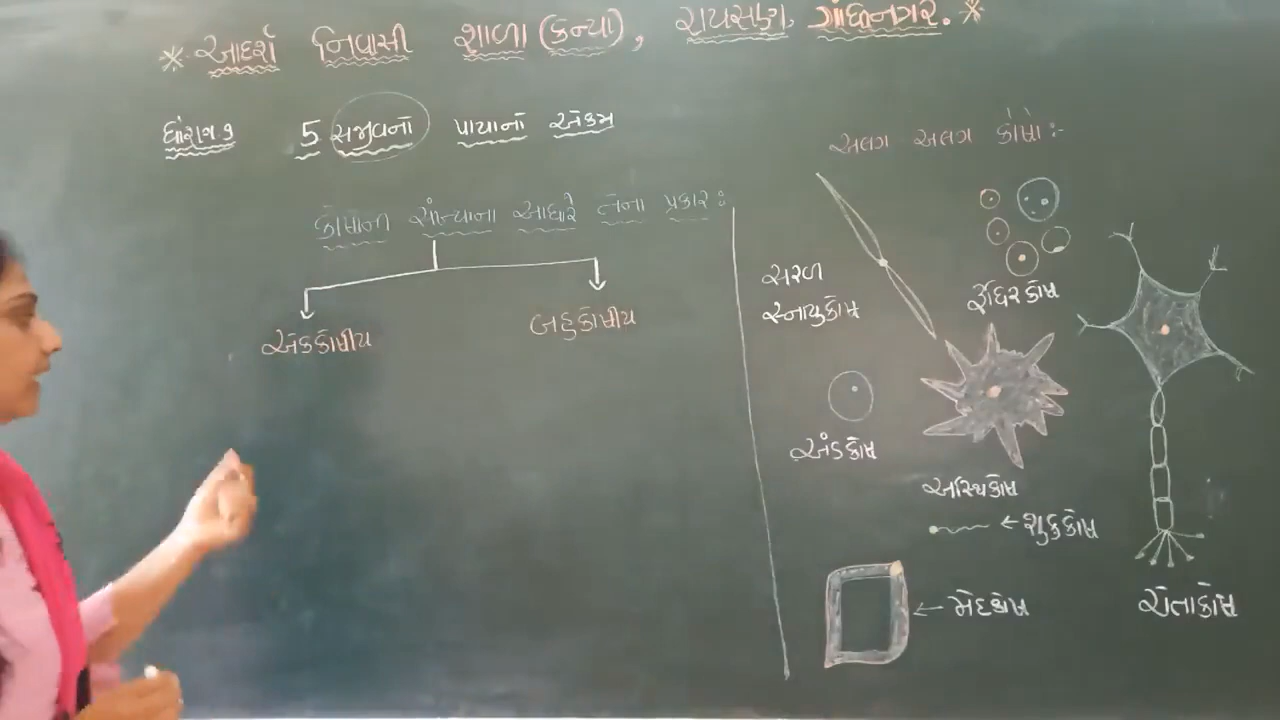 * આદર્શ નિવાસી શાળા (કન્યા), રાયસણ, ગાંધીનગર. *
ધોરણ.9 5 સજીવનો પાયાનો એકમ
કોષોની સંખ્યાના આધારે તેના પ્રકાર :
એકકોષીય
બહુકોષીય
અલગ અલગ કોષો :-
સરળ
સ્નાયુકોષ
રુધિરકોષ
અંડકોષ
અસ્થિકોષ
← શુક્રકોષ
← મેદકોષ
ચેતાકોષ